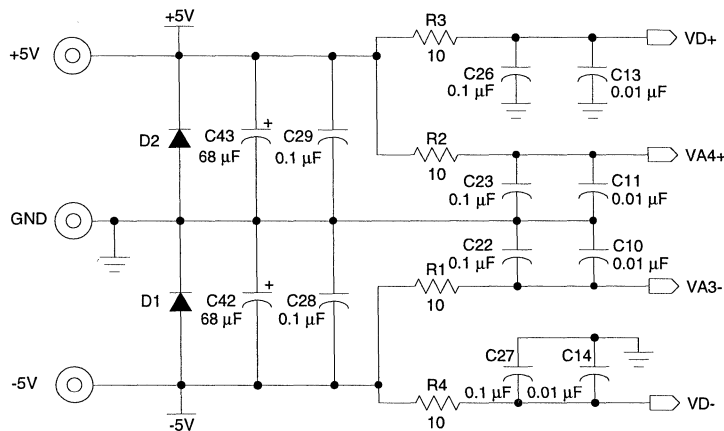 +5V
R3
VD+
+5V
10
C26
0.1 µF
C13
0.01 µF
D2
C43
+
68 µF
C29
0.1 µF
R2
10
VA4+
C23
0.1 µF
C11
0.01 µF
GND
C22
0.1 µF
C10
0.01 µF
R1
10
VA3-
D1
C42
+
68 µF
C28
0.1 µF
C27
0.1 µF
C14
0.01 µF
-5V
R4
10
VD-
-5V